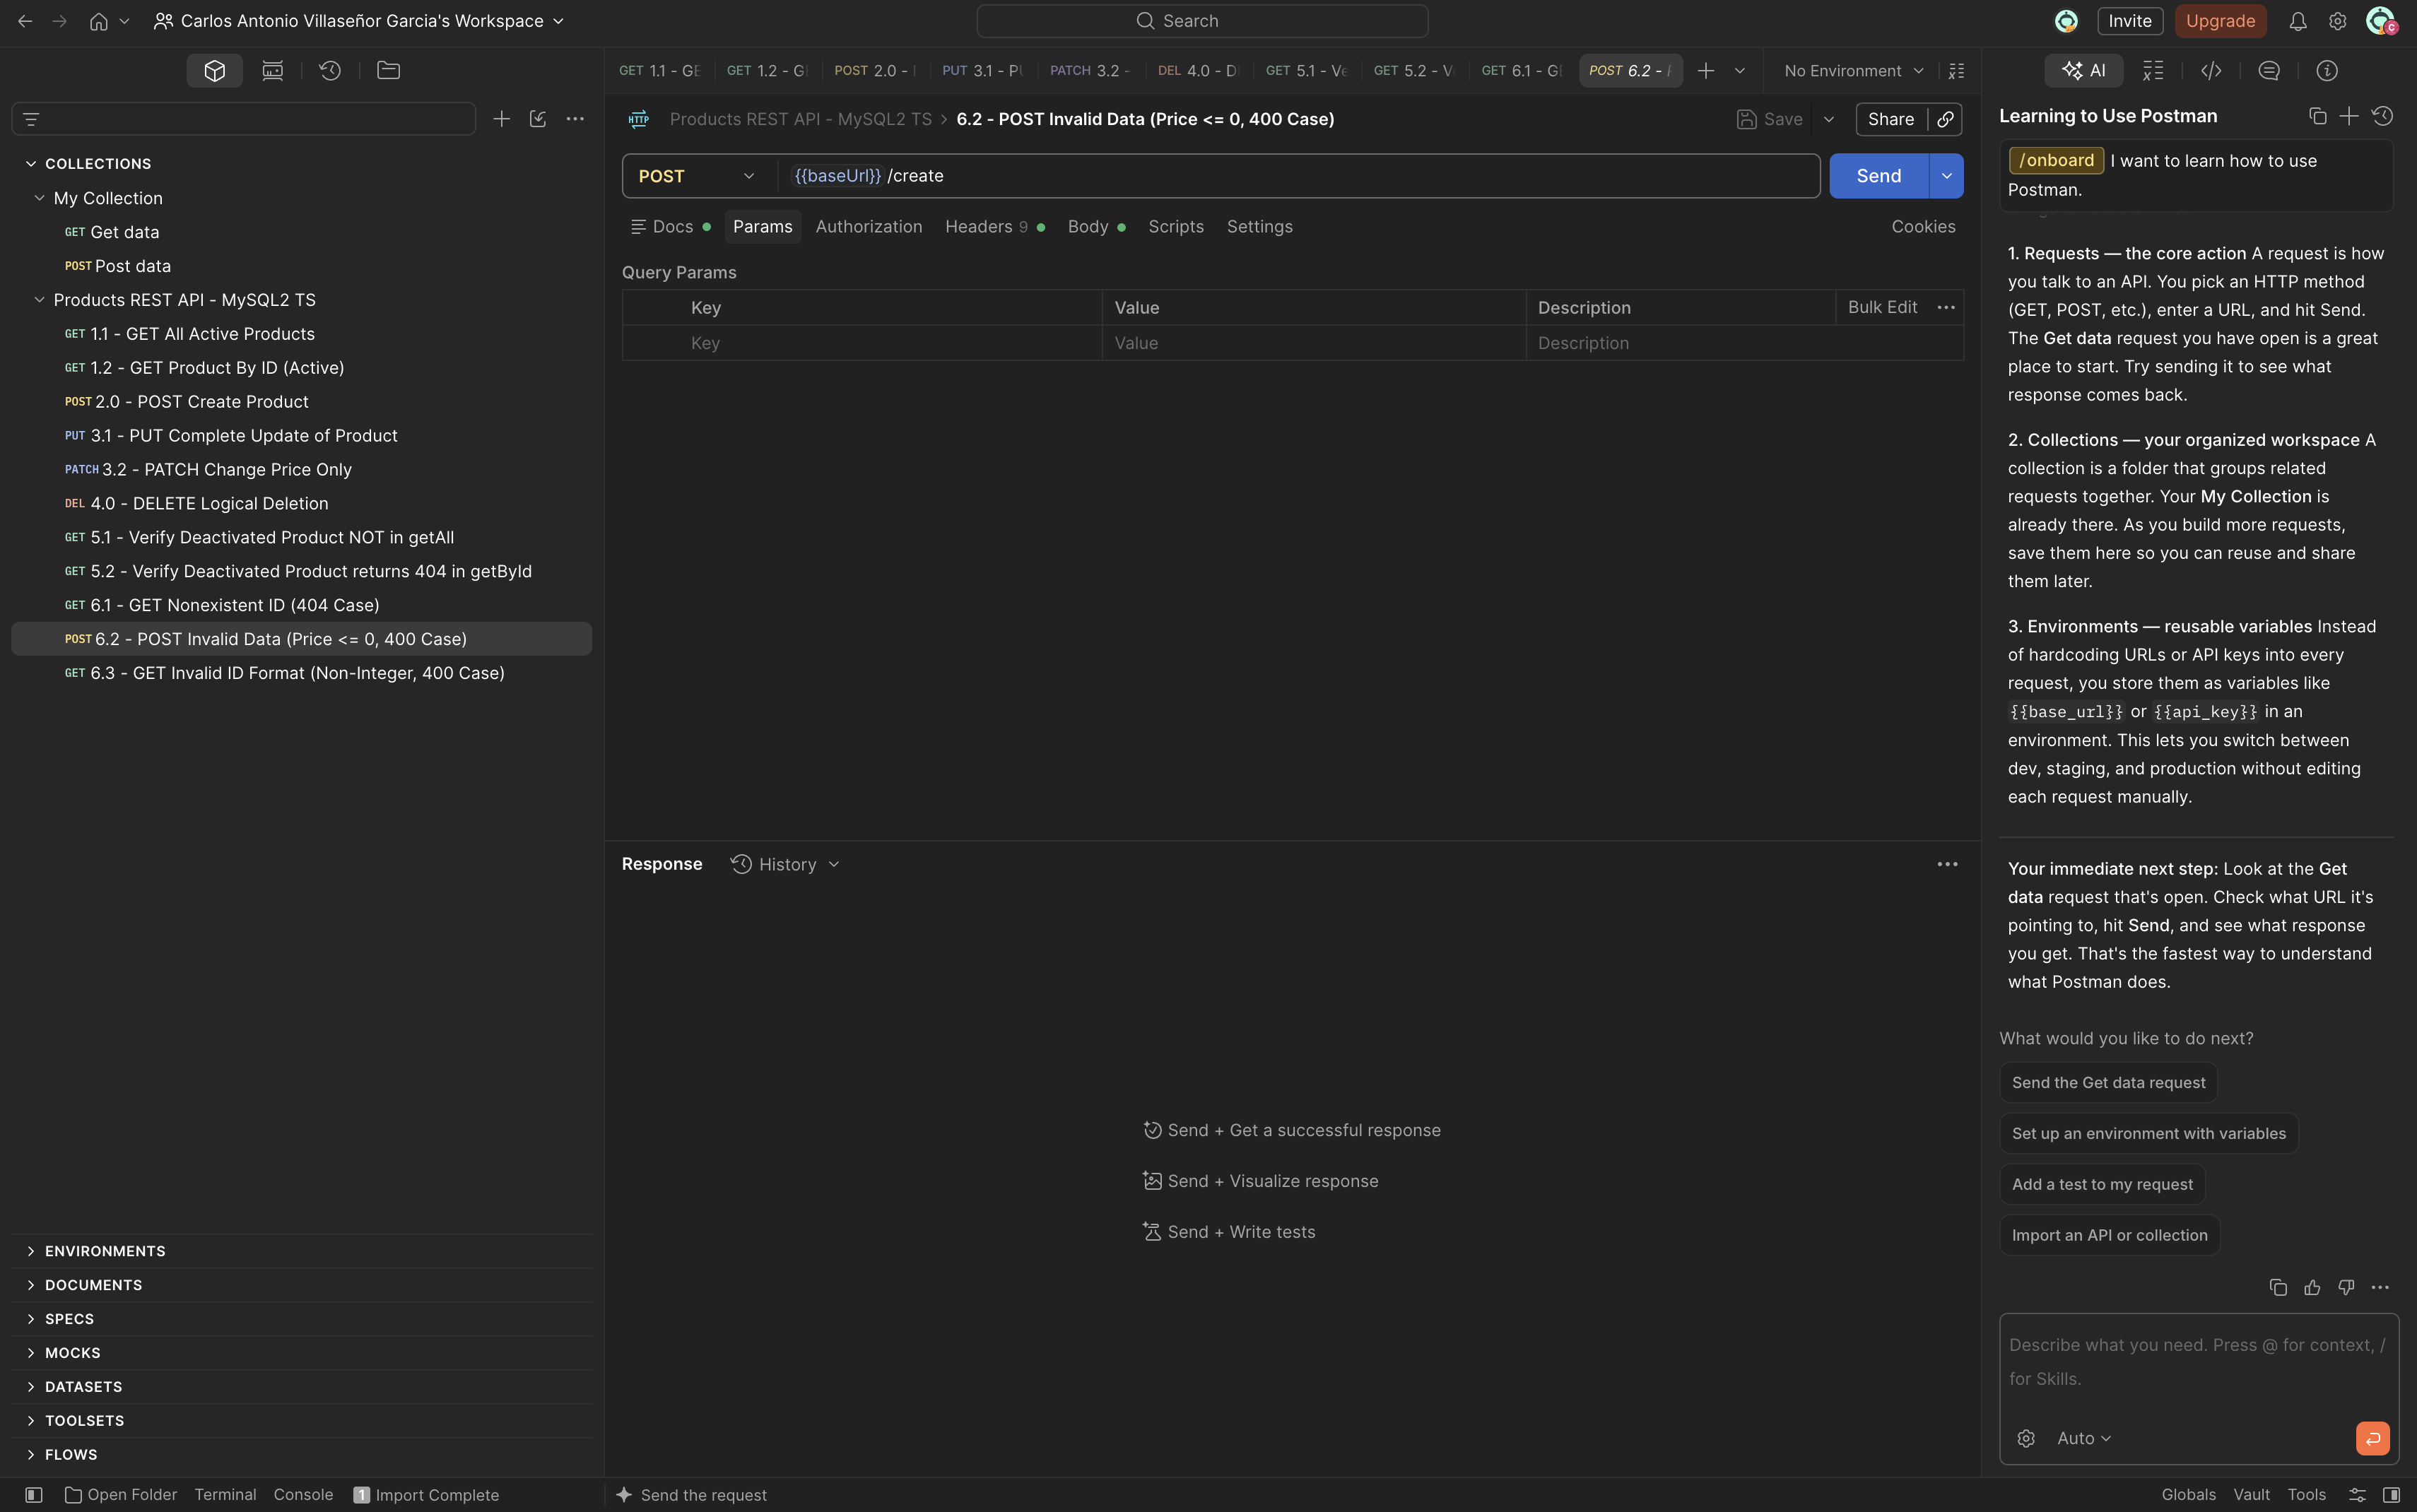 Carlos Antonio Villaseñor Garcia's Workspace
Search
Invite
Upgrade
C
GET 1.1 - GE
GET 1.2 - G
POST 2.0 -
PUT 3.1 - PU
PATCH 3.2 -
DEL 4.0 - D
GET 5.1 - Ve
GET 5.2 - V
GET 6.1 - GE
POST 6.2 -
No Environment
AI
COLLECTIONS
My Collection
GET Get data
POST Post data
Products REST API - MySQL2 TS
GET 1.1 - GET All Active Products
GET 1.2 - GET Product By ID (Active)
POST 2.0 - POST Create Product
PUT 3.1 - PUT Complete Update of Product
PATCH 3.2 - PATCH Change Price Only
DEL 4.0 - DELETE Logical Deletion
GET 5.1 - Verify Deactivated Product NOT in getAll
GET 5.2 - Verify Deactivated Product returns 404 in getById
GET 6.1 - GET Nonexistent ID (404 Case)
POST 6.2 - POST Invalid Data (Price <= 0, 400 Case)
GET 6.3 - GET Invalid ID Format (Non-Integer, 400 Case)
ENVIRONMENTS
DOCUMENTS
SPECS
MOCKS
DATASETS
TOOLSETS
FLOWS
HTTP
Products REST API - MySQL2 TS > 6.2 - POST Invalid Data (Price <= 0, 400 Case)
Save
Share
POST
{{baseUrl}} /create
Send
Docs
Params
Authorization
Headers 9
Body
Scripts
Settings
Cookies
Query Params
Key
Value
Description
Bulk Edit
Key
Value
Description
Response
History
Send + Get a successful response
Send + Visualize response
Send + Write tests
Learning to Use Postman
/onboard I want to learn how to use
Postman.
1. Requests — the core action A request is how
you talk to an API. You pick an HTTP method
(GET, POST, etc.), enter a URL, and hit Send.
The Get data request you have open is a great
place to start. Try sending it to see what
response comes back.
2. Collections — your organized workspace A
collection is a folder that groups related
requests together. Your My Collection is
already there. As you build more requests,
save them here so you can reuse and share
them later.
3. Environments — reusable variables Instead
of hardcoding URLs or API keys into every
request, you store them as variables like
{{base_url}} or {{api_key}} in an
environment. This lets you switch between
dev, staging, and production without editing
each request manually.
Your immediate next step: Look at the Get
data request that's open. Check what URL it's
pointing to, hit Send, and see what response
you get. That's the fastest way to understand
what Postman does.
What would you like to do next?
Send the Get data request
Set up an environment with variables
Add a test to my request
Import an API or collection
Describe what you need. Press @ for context, /
for Skills.
Auto
Open Folder
Terminal
Console
1 Import Complete
Send the request
Globals
Vault
Tools